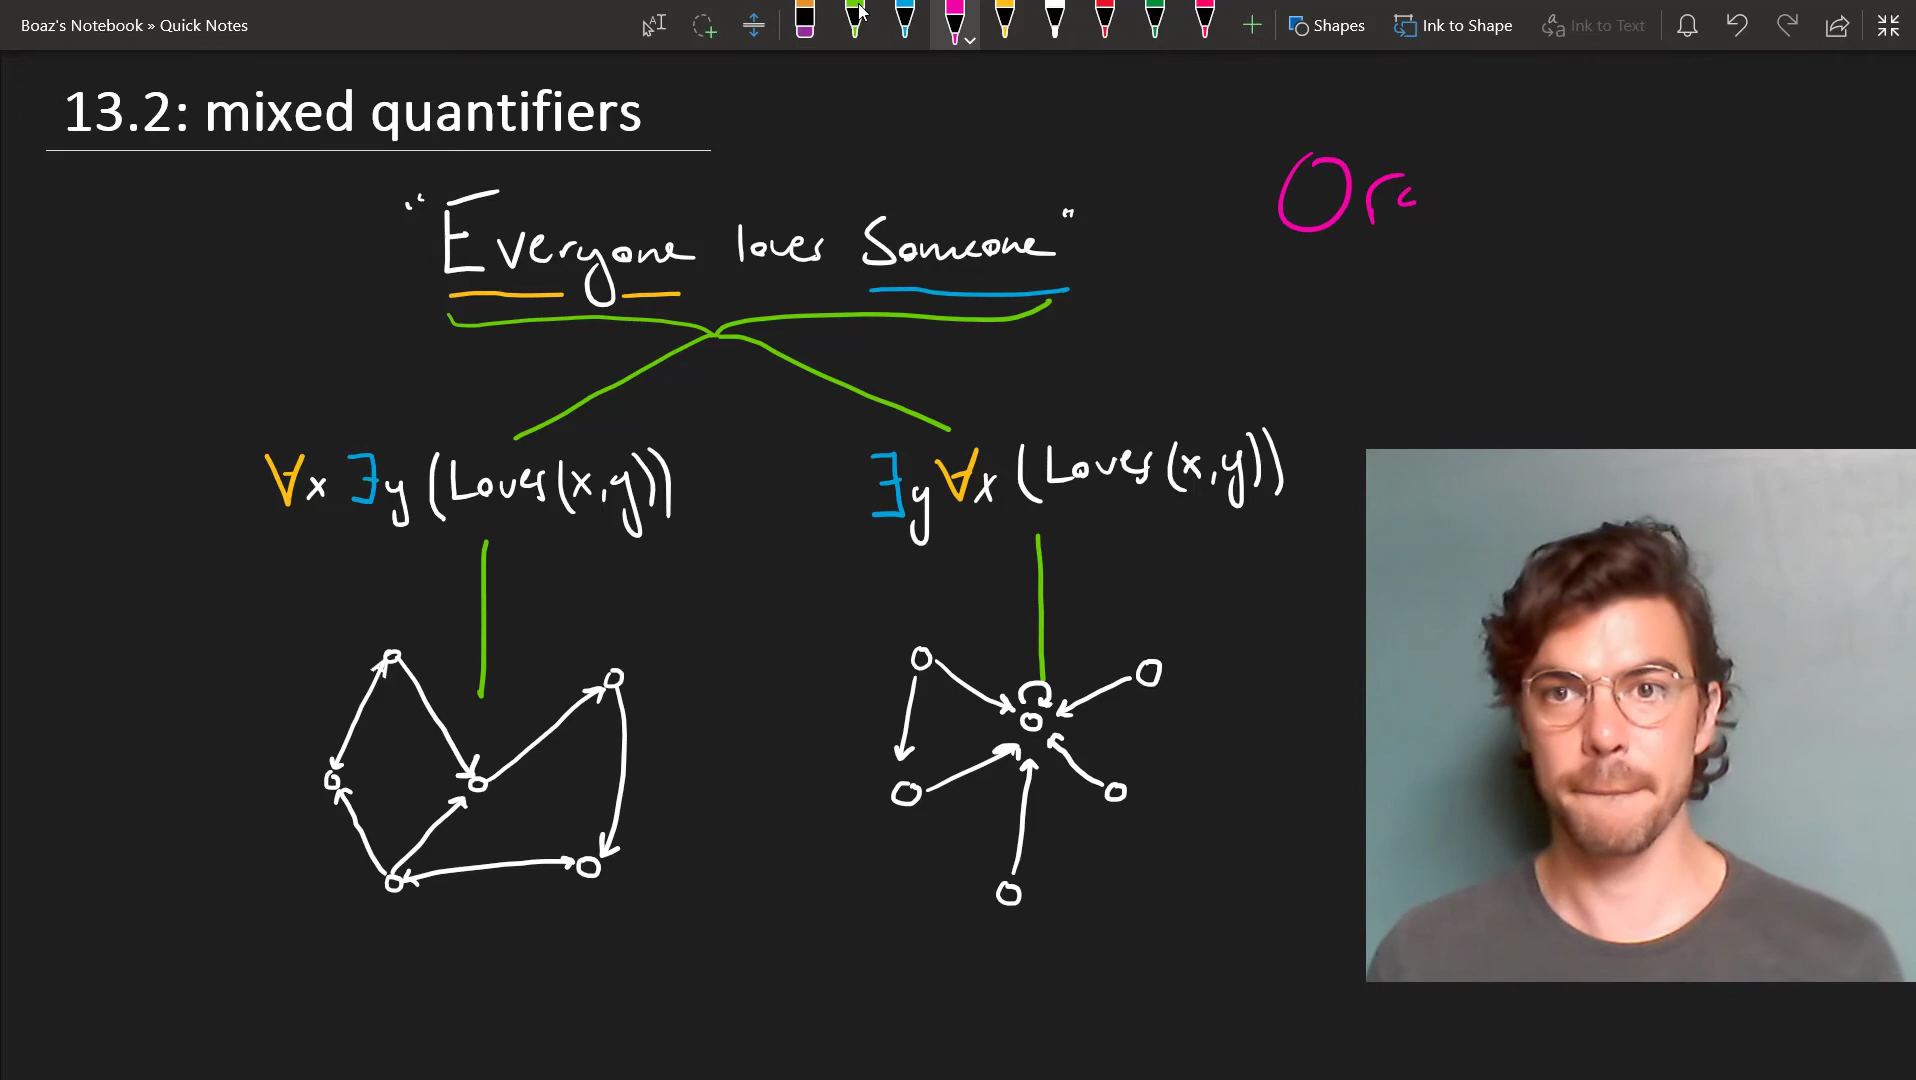 Boaz's Notebook » Quick Notes
Shapes
Ink to Shape
Ink to Text
13.2: mixed quantifiers
"Everyone loves Someone"
∀x ∃y (Loves(x,y))
∃y ∀x (Loves(x,y))